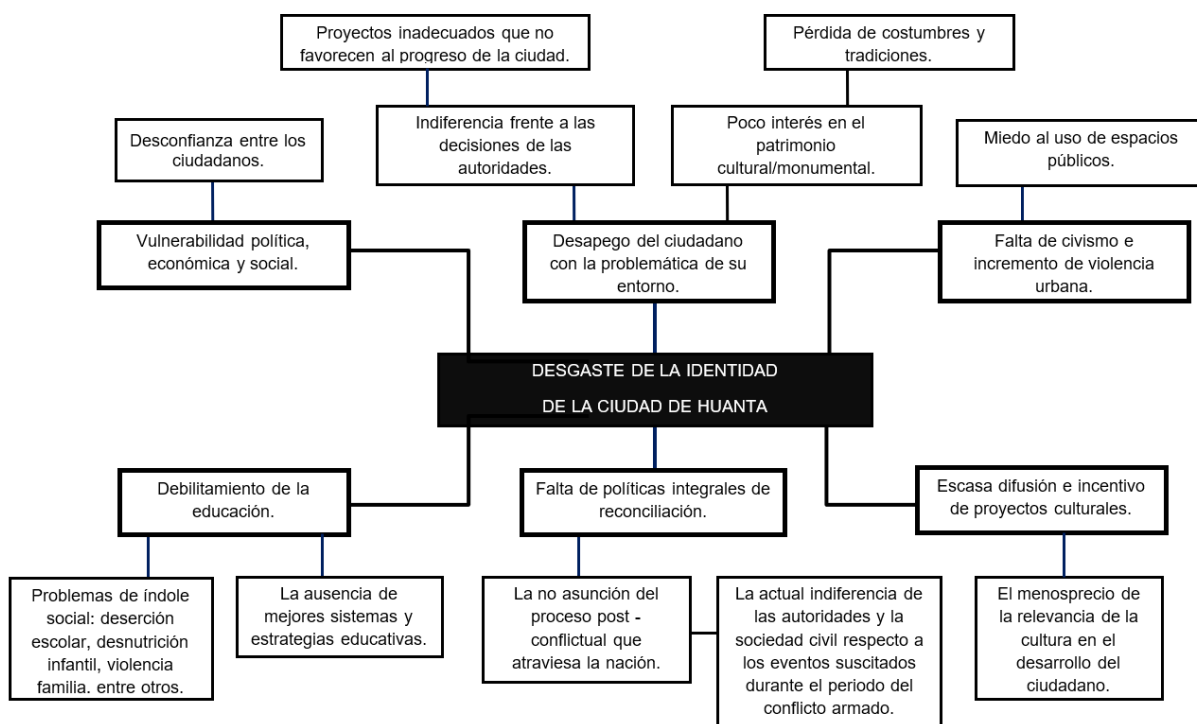 Proyectos inadecuados que no
favorecen al progreso de la ciudad.
Pérdida de costumbres y
tradiciones.
Desconfianza entre los
ciudadanos.
Indiferencia frente a las
decisiones de las
autoridades.
Poco interés en el
patrimonio
cultural/monumental.
Miedo al uso de espacios
públicos.
Vulnerabilidad política,
económica y social.
Desapego del ciudadano
con la problemática de su
entorno.
Falta de civismo e
incremento de violencia
urbana.
DESGASTE DE LA IDENTIDAD
DE LA CIUDAD DE HUANTA
Debilitamiento de la
educación.
Falta de políticas integrales de
reconciliación.
Escasa difusión e incentivo
de proyectos culturales.
Problemas de índole
social: deserción
escolar, desnutrición
infantil, violencia
familia. entre otros.
La ausencia de
mejores sistemas y
estrategias educativas.
La no asunción del
proceso post -
conflictual que
atraviesa la nación.
La actual indiferencia de
las autoridades y la
sociedad civil respecto a
los eventos suscitados
durante el periodo del
conflicto armado.
El menosprecio de
la relevancia de la
cultura en el
desarrollo del
ciudadano.